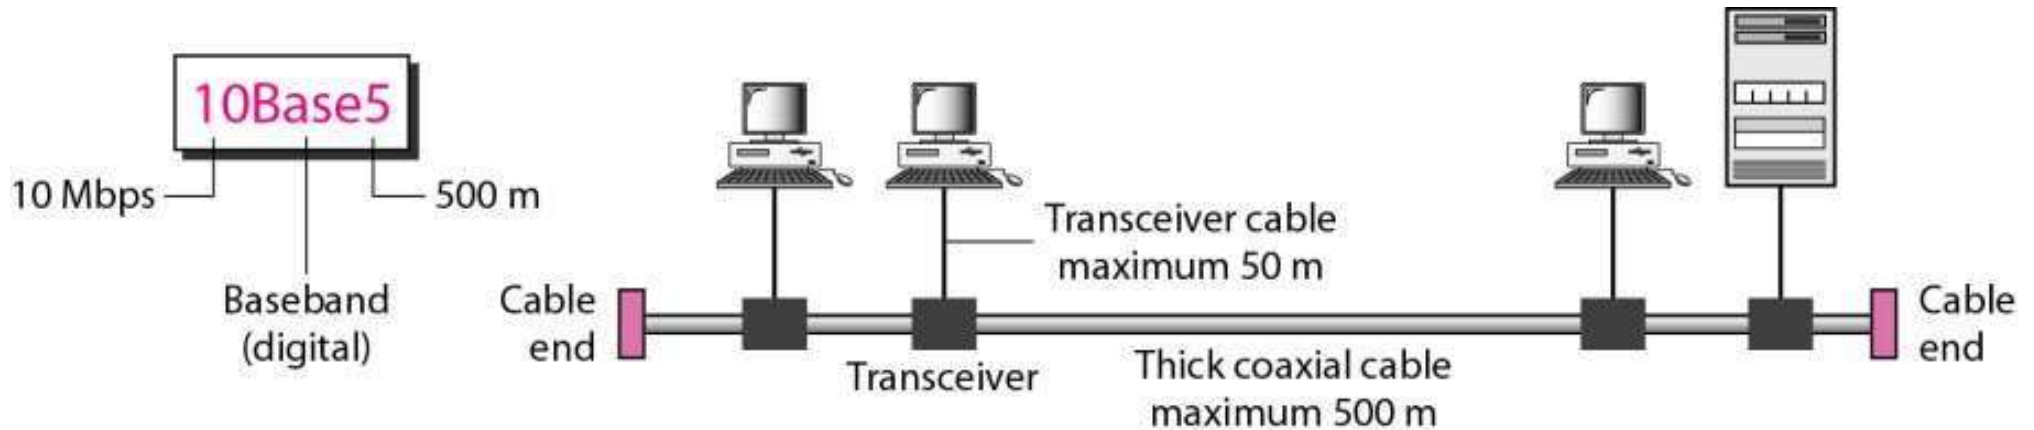 10Base5
10 Mbps
500 m
Baseband
(digital)
Cable
end
Transceiver cable
maximum 50 m
Transceiver
Thick coaxial cable
maximum 500 m
Cable
end